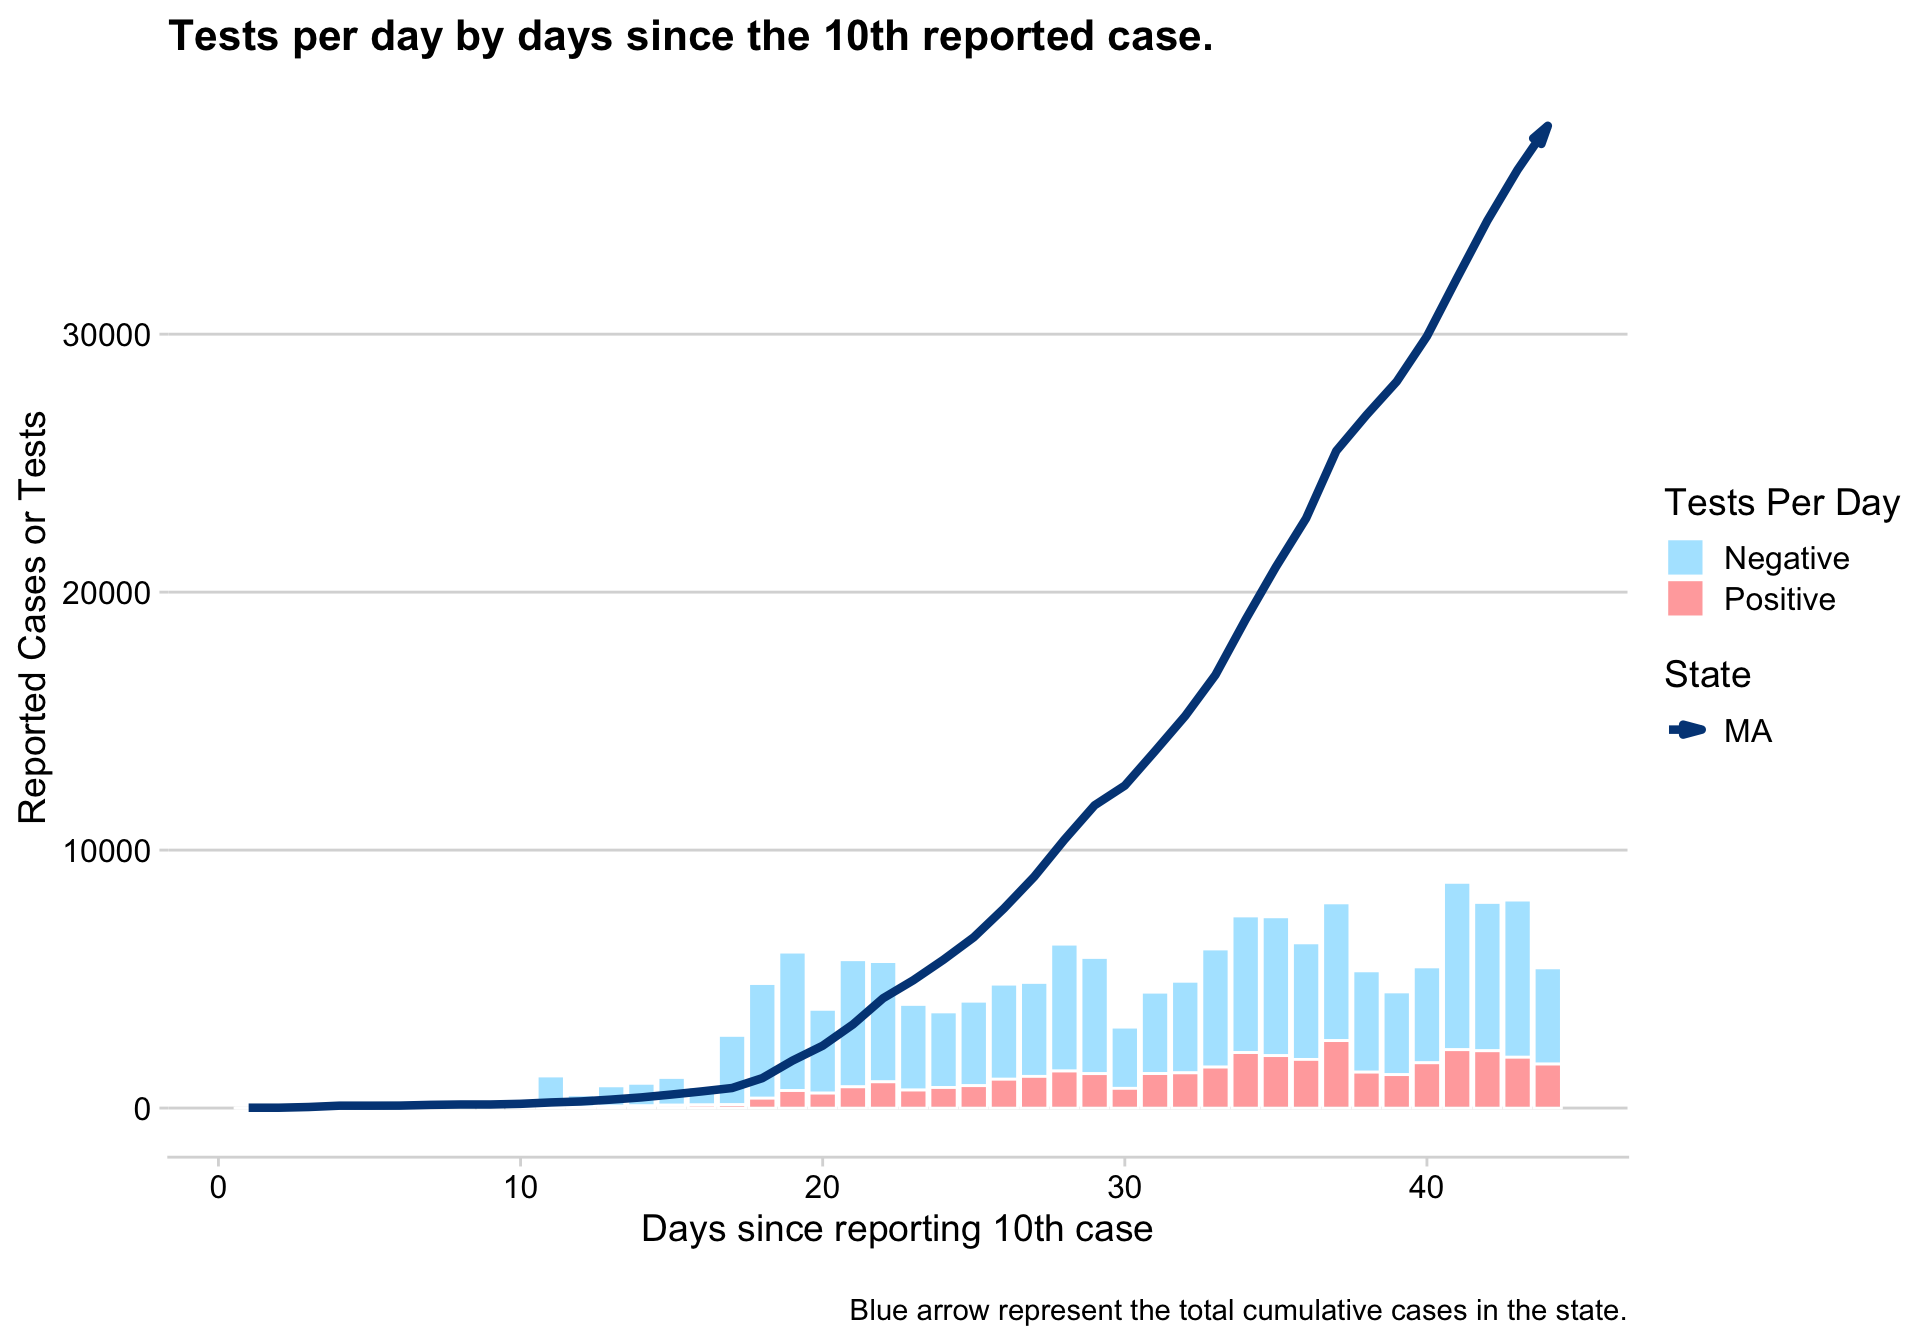 Tests per day by days since the 10th reported case.
Reported Cases or Tests
30000
20000
10000
0
0 10 20 30 40
Days since reporting 10th case
Tests Per Day
Negative
Positive
State
MA
Blue arrow represent the total cumulative cases in the state.